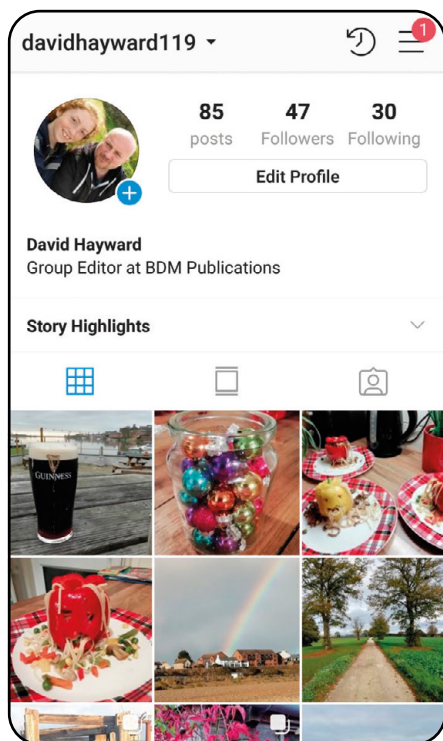 davidhayward119
1
85 47 30
posts Followers Following
Edit Profile
David Hayward
Group Editor at BDM Publications
Story Highlights
GUINNESS